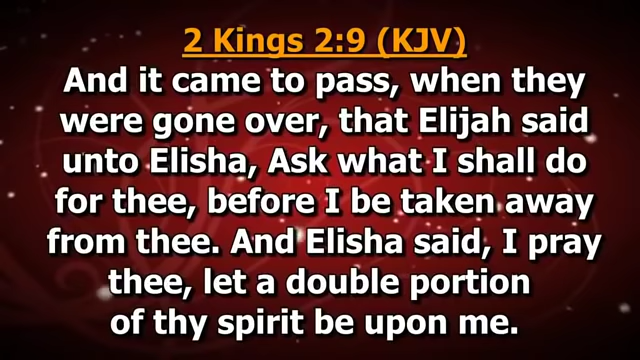 2 Kings 2:9 (KJV)
And it came to pass, when they
were gone over, that Elijah said
unto Elisha, Ask what I shall do
for thee, before I be taken away
from thee. And Elisha said, I pray
thee, let a double portion
of thy spirit be upon me.